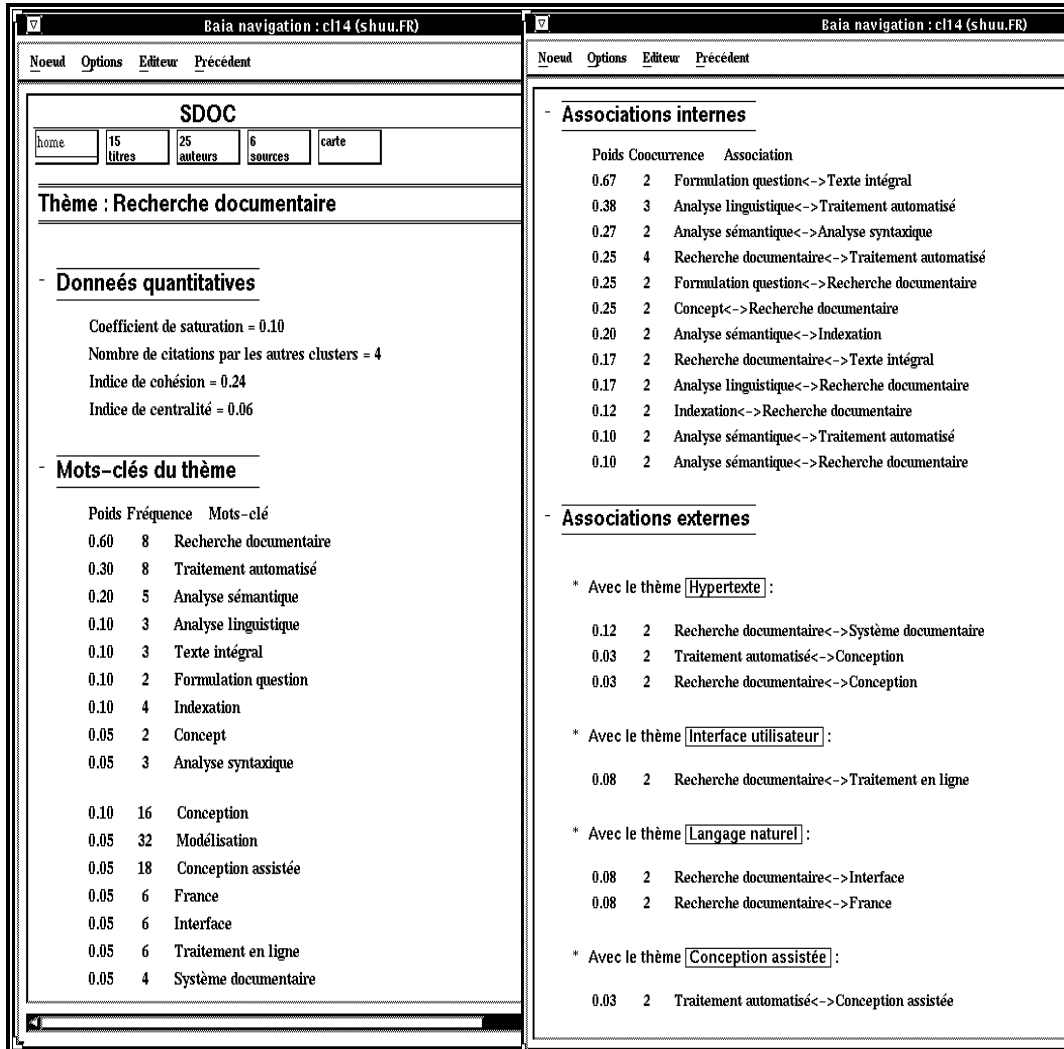 Baia navigation : cl14 (shuu.FR)
Noeud Options Editeur Précédent
SDOC
home 15 titres 25 auteurs 6 sources carte
Thème : Recherche documentaire
- Donneés quantitatives
Coefficient de saturation = 0.10
Nombre de citations par les autres clusters = 4
Indice de cohésion = 0.24
Indice de centralité = 0.06
- Mots-clés du thème
Poids Fréquence Mots-clé
0.60 8 Recherche documentaire
0.30 8 Traitement automatisé
0.20 5 Analyse sémantique
0.10 3 Analyse linguistique
0.10 3 Texte intégral
0.10 2 Formulation question
0.10 4 Indexation
0.05 2 Concept
0.05 3 Analyse syntaxique
0.10 16 Conception
0.05 32 Modélisation
0.05 18 Conception assistée
0.05 6 France
0.05 6 Interface
0.05 6 Traitement en ligne
0.05 4 Système documentaire
Baia navigation : cl14 (shuu.FR)
Noeud Options Editeur Précédent
- Associations internes
Poids Coocurrence Association
0.67 2 Formulation question<->Texte intégral
0.38 3 Analyse linguistique<->Traitement automatisé
0.27 2 Analyse sémantique<->Analyse syntaxique
0.25 4 Recherche documentaire<->Traitement automatisé
0.25 2 Formulation question<->Recherche documentaire
0.25 2 Concept<->Recherche documentaire
0.20 2 Analyse sémantique<->Indexation
0.17 2 Recherche documentaire<->Texte intégral
0.17 2 Analyse linguistique<->Recherche documentaire
0.12 2 Indexation<->Recherche documentaire
0.10 2 Analyse sémantique<->Traitement automatisé
0.10 2 Analyse sémantique<->Recherche documentaire
- Associations externes
* Avec le thème Hypertexte :
0.12 2 Recherche documentaire<->Système documentaire
0.03 2 Traitement automatisé<->Conception
0.03 2 Recherche documentaire<->Conception
* Avec le thème Interface utilisateur :
0.08 2 Recherche documentaire<->Traitement en ligne
* Avec le thème Langage naturel :
0.08 2 Recherche documentaire<->Interface
0.08 2 Recherche documentaire<->France
* Avec le thème Conception assistée :
0.03 2 Traitement automatisé<->Conception assistée